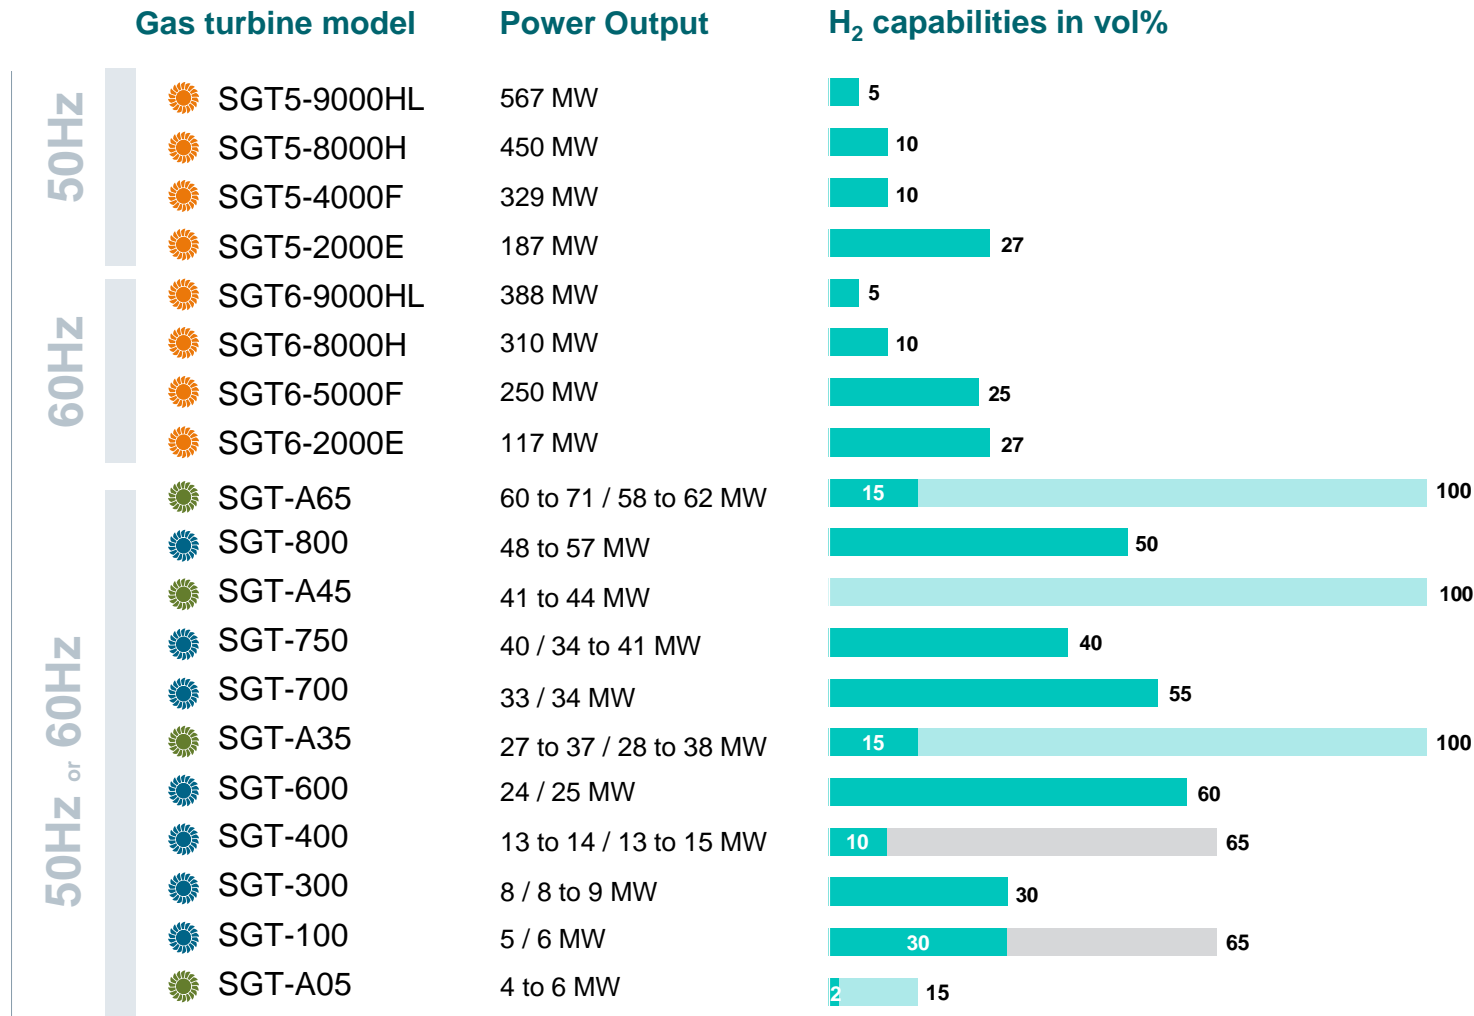 Gas turbine model Power Output H₂ capabilities in vol%
50Hz
SGT5-9000HL 567 MW 5
SGT5-8000H 450 MW 10
SGT5-4000F 329 MW 10
SGT5-2000E 187 MW 27
60Hz
SGT6-9000HL 388 MW 5
SGT6-8000H 310 MW 10
SGT6-5000F 250 MW 25
SGT6-2000E 117 MW 27
50Hz or 60Hz
SGT-A65 60 to 71 / 58 to 62 MW 15 100
SGT-800 48 to 57 MW 50
SGT-A45 41 to 44 MW 100
SGT-750 40 / 34 to 41 MW 40
SGT-700 33 / 34 MW 55
SGT-A35 27 to 37 / 28 to 38 MW 15 100
SGT-600 24 / 25 MW 60
SGT-400 13 to 14 / 13 to 15 MW 10 65
SGT-300 8 / 8 to 9 MW 30
SGT-100 5 / 6 MW 30 65
SGT-A05 4 to 6 MW 2 15